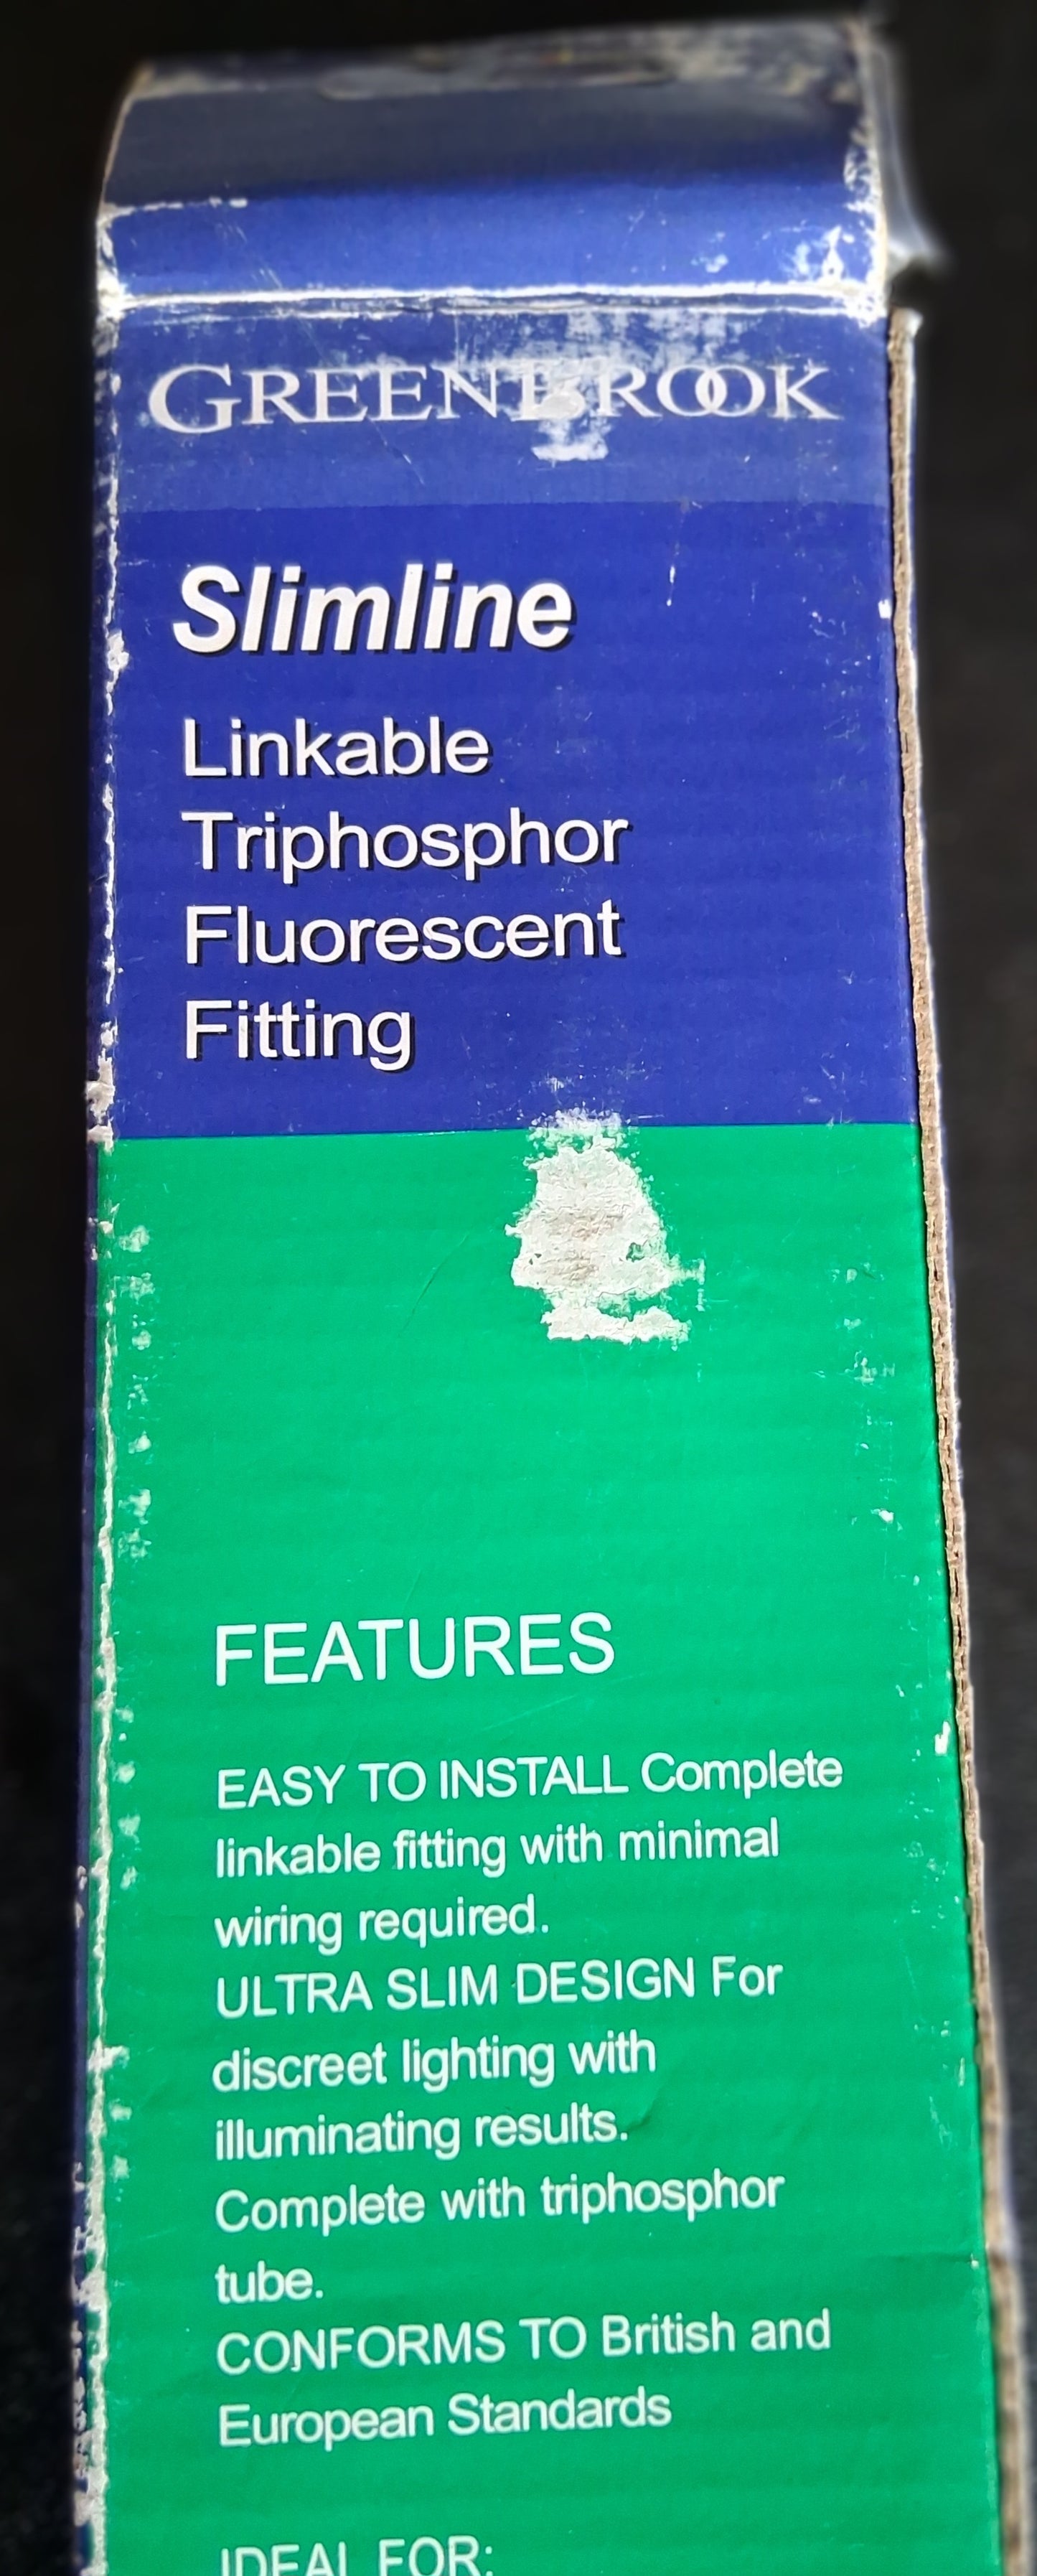 GREENBROOK
Slimline
Linkable
Triphosphor
Fluorescent
Fitting
FEATURES
EASY TO INSTALL Complete
linkable fitting with minimal
wiring required.
ULTRA SLIM DESIGN For
discreet lighting with
illuminating results.
Complete with triphosphor
tube.
CONFORMS TO British and
European Standards
IDEAL FOR: